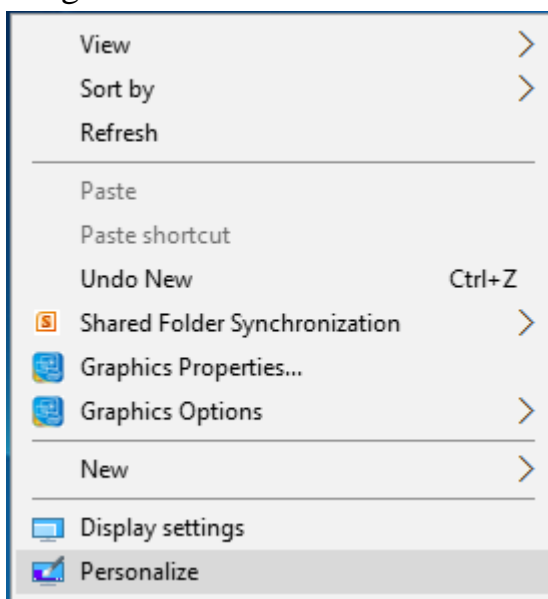 View
Sort by
Refresh
Paste
Paste shortcut
Undo New Ctrl+Z
Shared Folder Synchronization
Graphics Properties...
Graphics Options
New
Display settings
Personalize